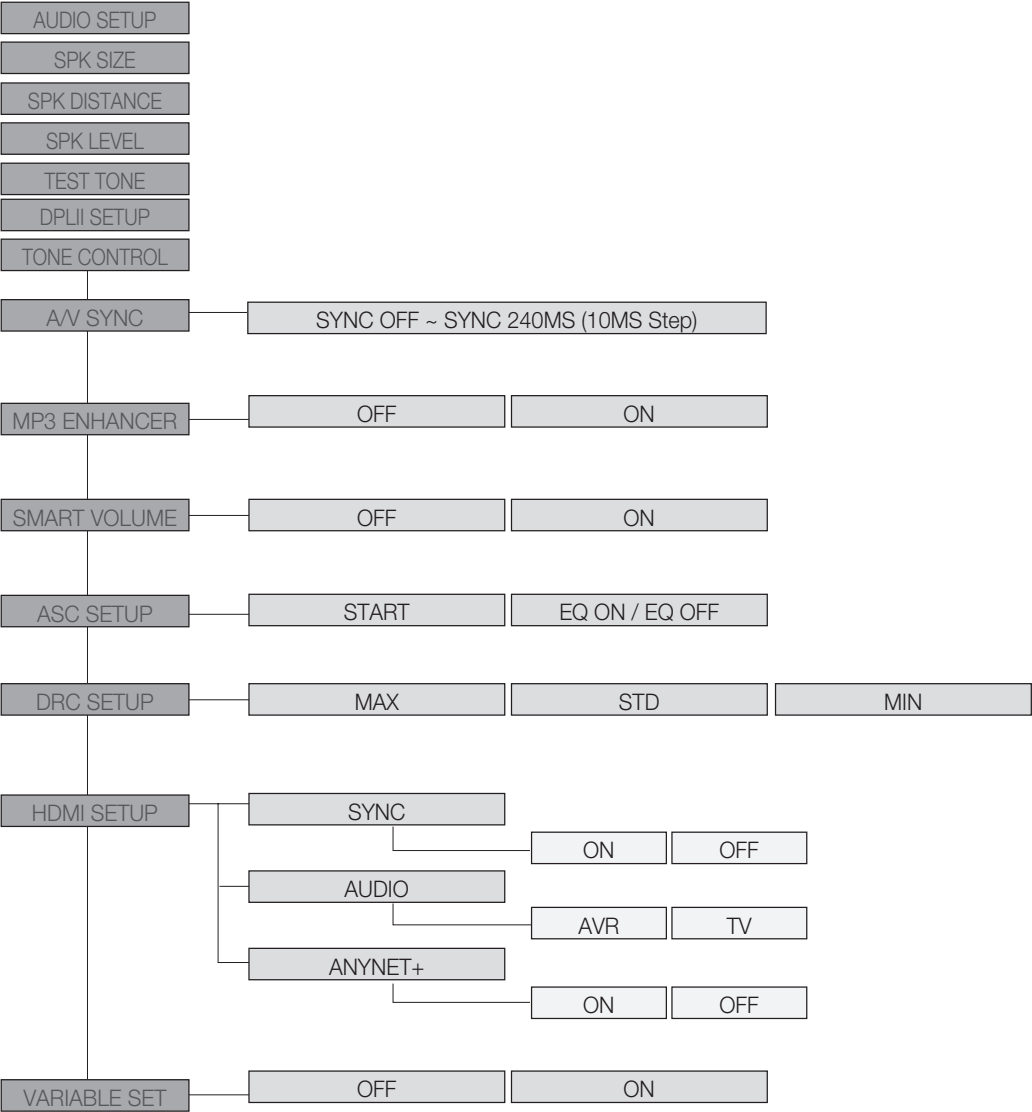 AUDIO SETUP
SPK SIZE
SPK DISTANCE
SPK LEVEL
TEST TONE
DPLII SETUP
TONE CONTROL
A/V SYNC
SYNC OFF ~ SYNC 240MS (10MS Step)
MP3 ENHANCER
OFF
ON
SMART VOLUME
OFF
ON
ASC SETUP
START
EQ ON / EQ OFF
DRC SETUP
MAX
STD
MIN
HDMI SETUP
SYNC
ON
OFF
AUDIO
AVR
TV
ANYNET+
ON
OFF
VARIABLE SET
OFF
ON